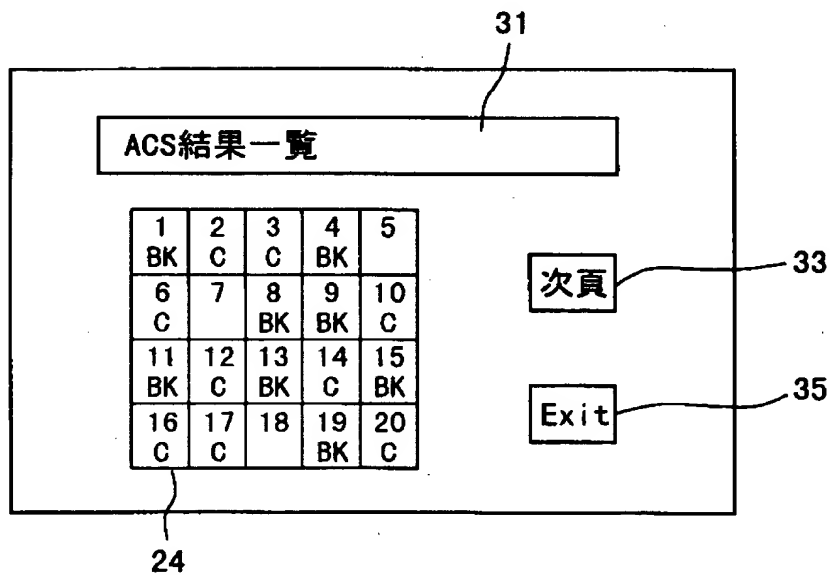 31
ACS結果一覧
1 2 3 4 5
BK C C BK
6 7 8 9 10
C BK BK C
11 12 13 14 15
BK C BK C BK
16 17 18 19 20
C C BK C
次頁
33
Exit
35
24